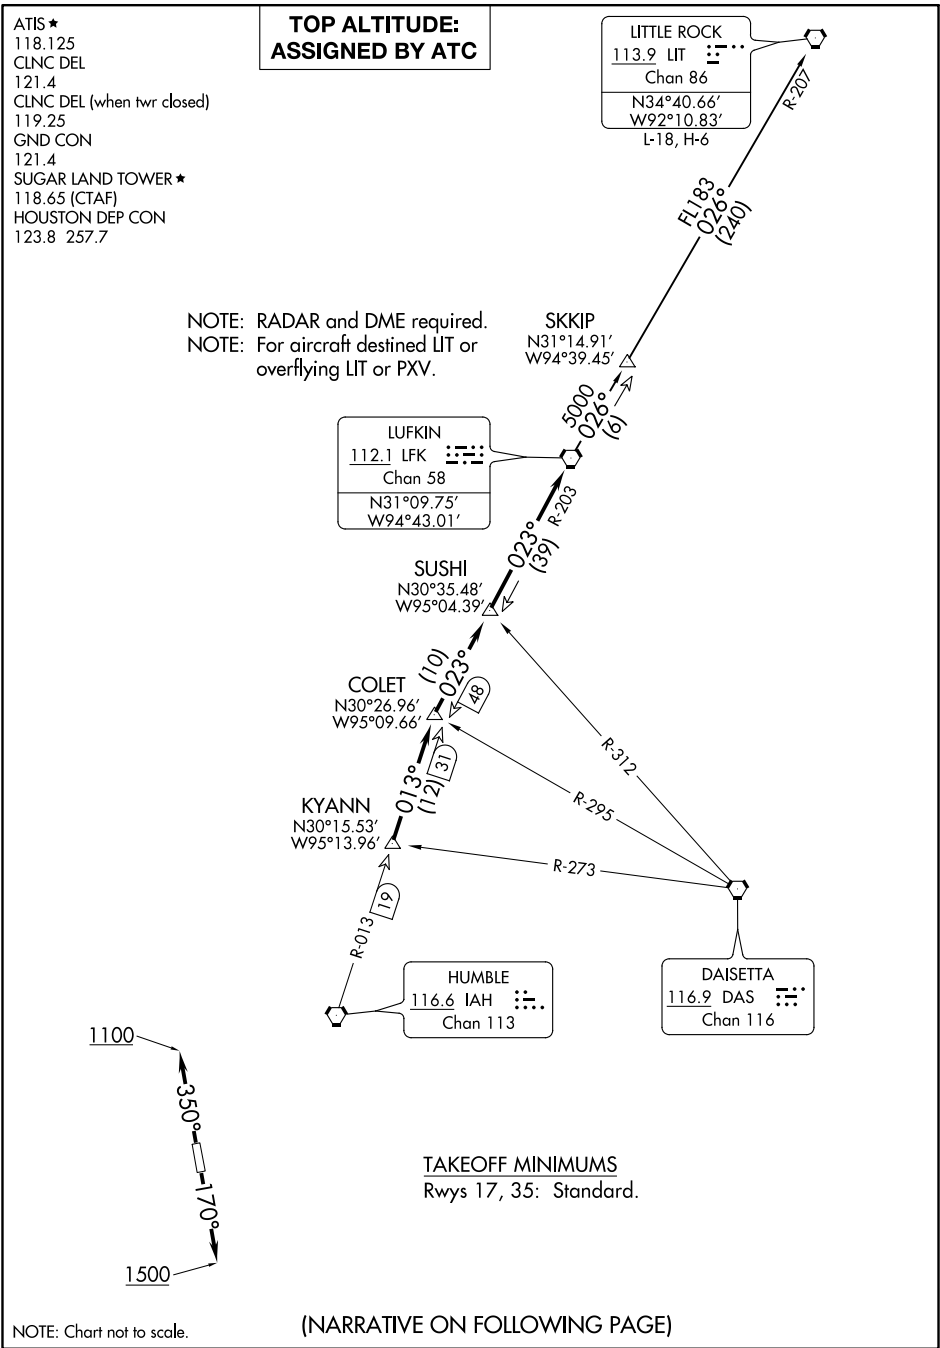 ATIS ★
118.125
CLNC DEL
121.4
CLNC DEL (when twr closed)
119.25
GND CON
121.4
SUGAR LAND TOWER ★
118.65 (CTAF)
HOUSTON DEP CON
123.8 257.7
TOP ALTITUDE:
ASSIGNED BY ATC
LITTLE ROCK
113.9 LIT
Chan 86
N34°40.66'
W92°10.83'
L-18, H-6
R-207
FL183
026°
(240)
NOTE: RADAR and DME required.
NOTE: For aircraft destined LIT or
overflying LIT or PXV.
SKKIP
N31°14.91'
W94°39.45'
5000
026°
(6)
LUFKIN
112.1 LFK
Chan 58
N31°09.75'
W94°43.01'
R-203
023°
(39)
SUSHI
N30°35.48'
W95°04.39'
(10)
023°
48
COLET
N30°26.96'
W95°09.66'
013°
(12)
31
R-312
R-295
R-273
KYANN
N30°15.53'
W95°13.96'
R-013
19
HUMBLE
116.6 IAH
Chan 113
DAISETTA
116.9 DAS
Chan 116
1100
350°
170°
1500
TAKEOFF MINIMUMS
Rwys 17, 35: Standard.
NOTE: Chart not to scale.
(NARRATIVE ON FOLLOWING PAGE)